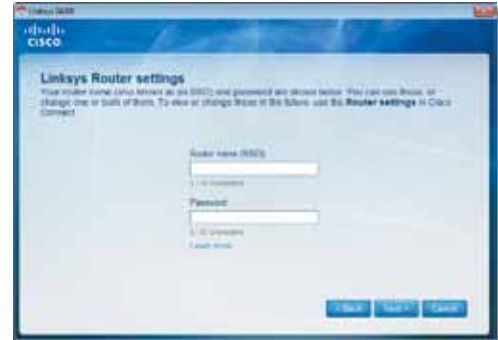 Linksys
CISCO
Linksys Router settings
Your router name (also known as an SSID) and password are shown below. You can use these, or
change one or both of them. To view or change these in the future, use the Router settings in Cisco
Connect
Router name (SSID):
characters
Password:
characters
Learn more
< Back
Next >
Cancel